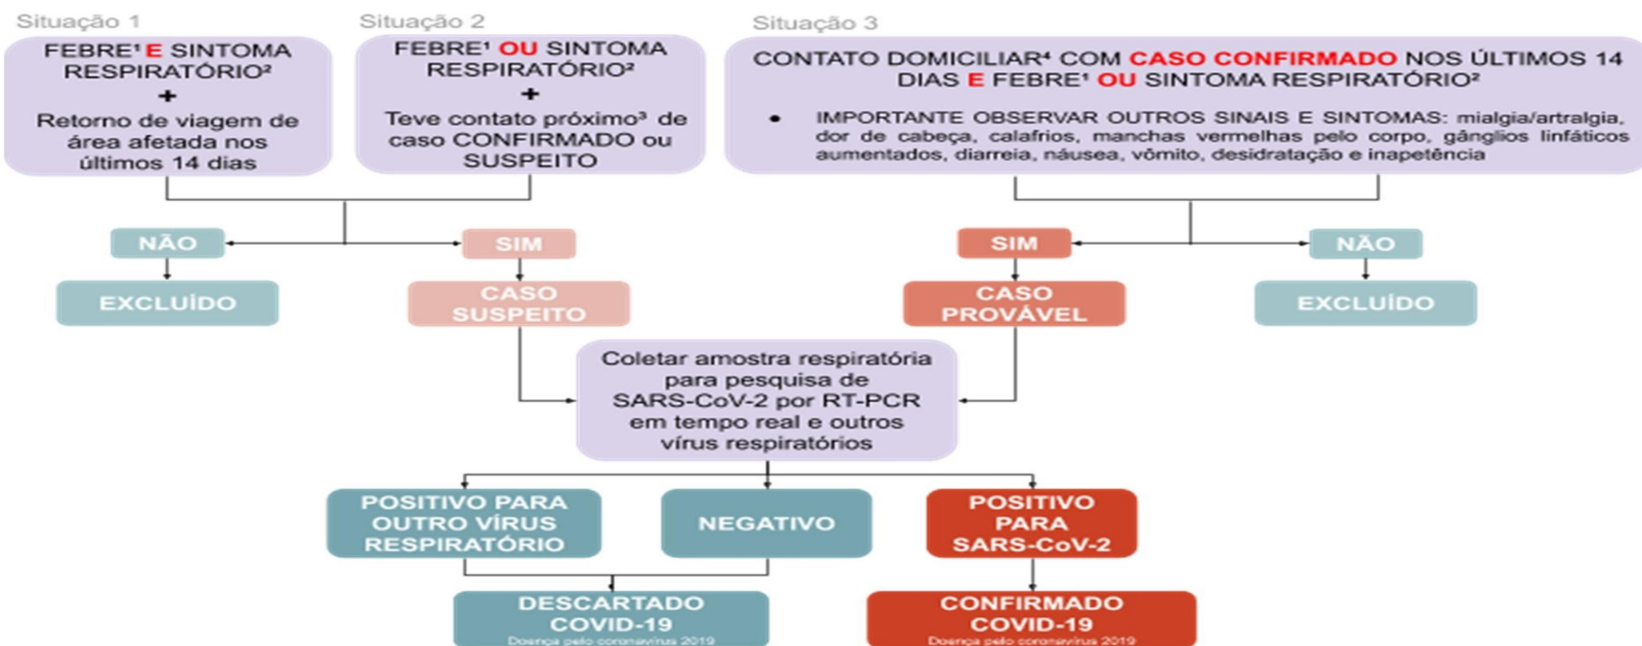 Situação 1
FEBRE¹ E SINTOMA
RESPIRATÓRIO²
+
Retorno de viagem de
área afetada nos
últimos 14 dias
Situação 2
FEBRE¹ OU SINTOMA
RESPIRATÓRIO²
+
Teve contato próximo³ de
caso CONFIRMADO ou
SUSPEITO
Situação 3
CONTATO DOMICILIAR⁴ COM CASO CONFIRMADO NOS ÚLTIMOS 14
DIAS E FEBRE¹ OU SINTOMA RESPIRATÓRIO²
• IMPORTANTE OBSERVAR OUTROS SINAIS E SINTOMAS: mialgia/artralgia,
dor de cabeça, calafrios, manchas vermelhas pelo corpo, gânglios linfáticos
aumentados, diarreia, náusea, vômito, desidratação e inapetência
NÃO
SIM
SIM
NÃO
EXCLUÍDO
CASO
SUSPEITO
CASO
PROVÁVEL
EXCLUÍDO
Coletar amostra respiratória
para pesquisa de
SARS-CoV-2 por RT-PCR
em tempo real e outros
vírus respiratórios
POSITIVO PARA
OUTRO VÍRUS
RESPIRATÓRIO
NEGATIVO
POSITIVO
PARA
SARS-CoV-2
DESCARTADO
COVID-19
Doença pelo coronavírus 2019
CONFIRMADO
COVID-19
Doença pelo coronavírus 2019